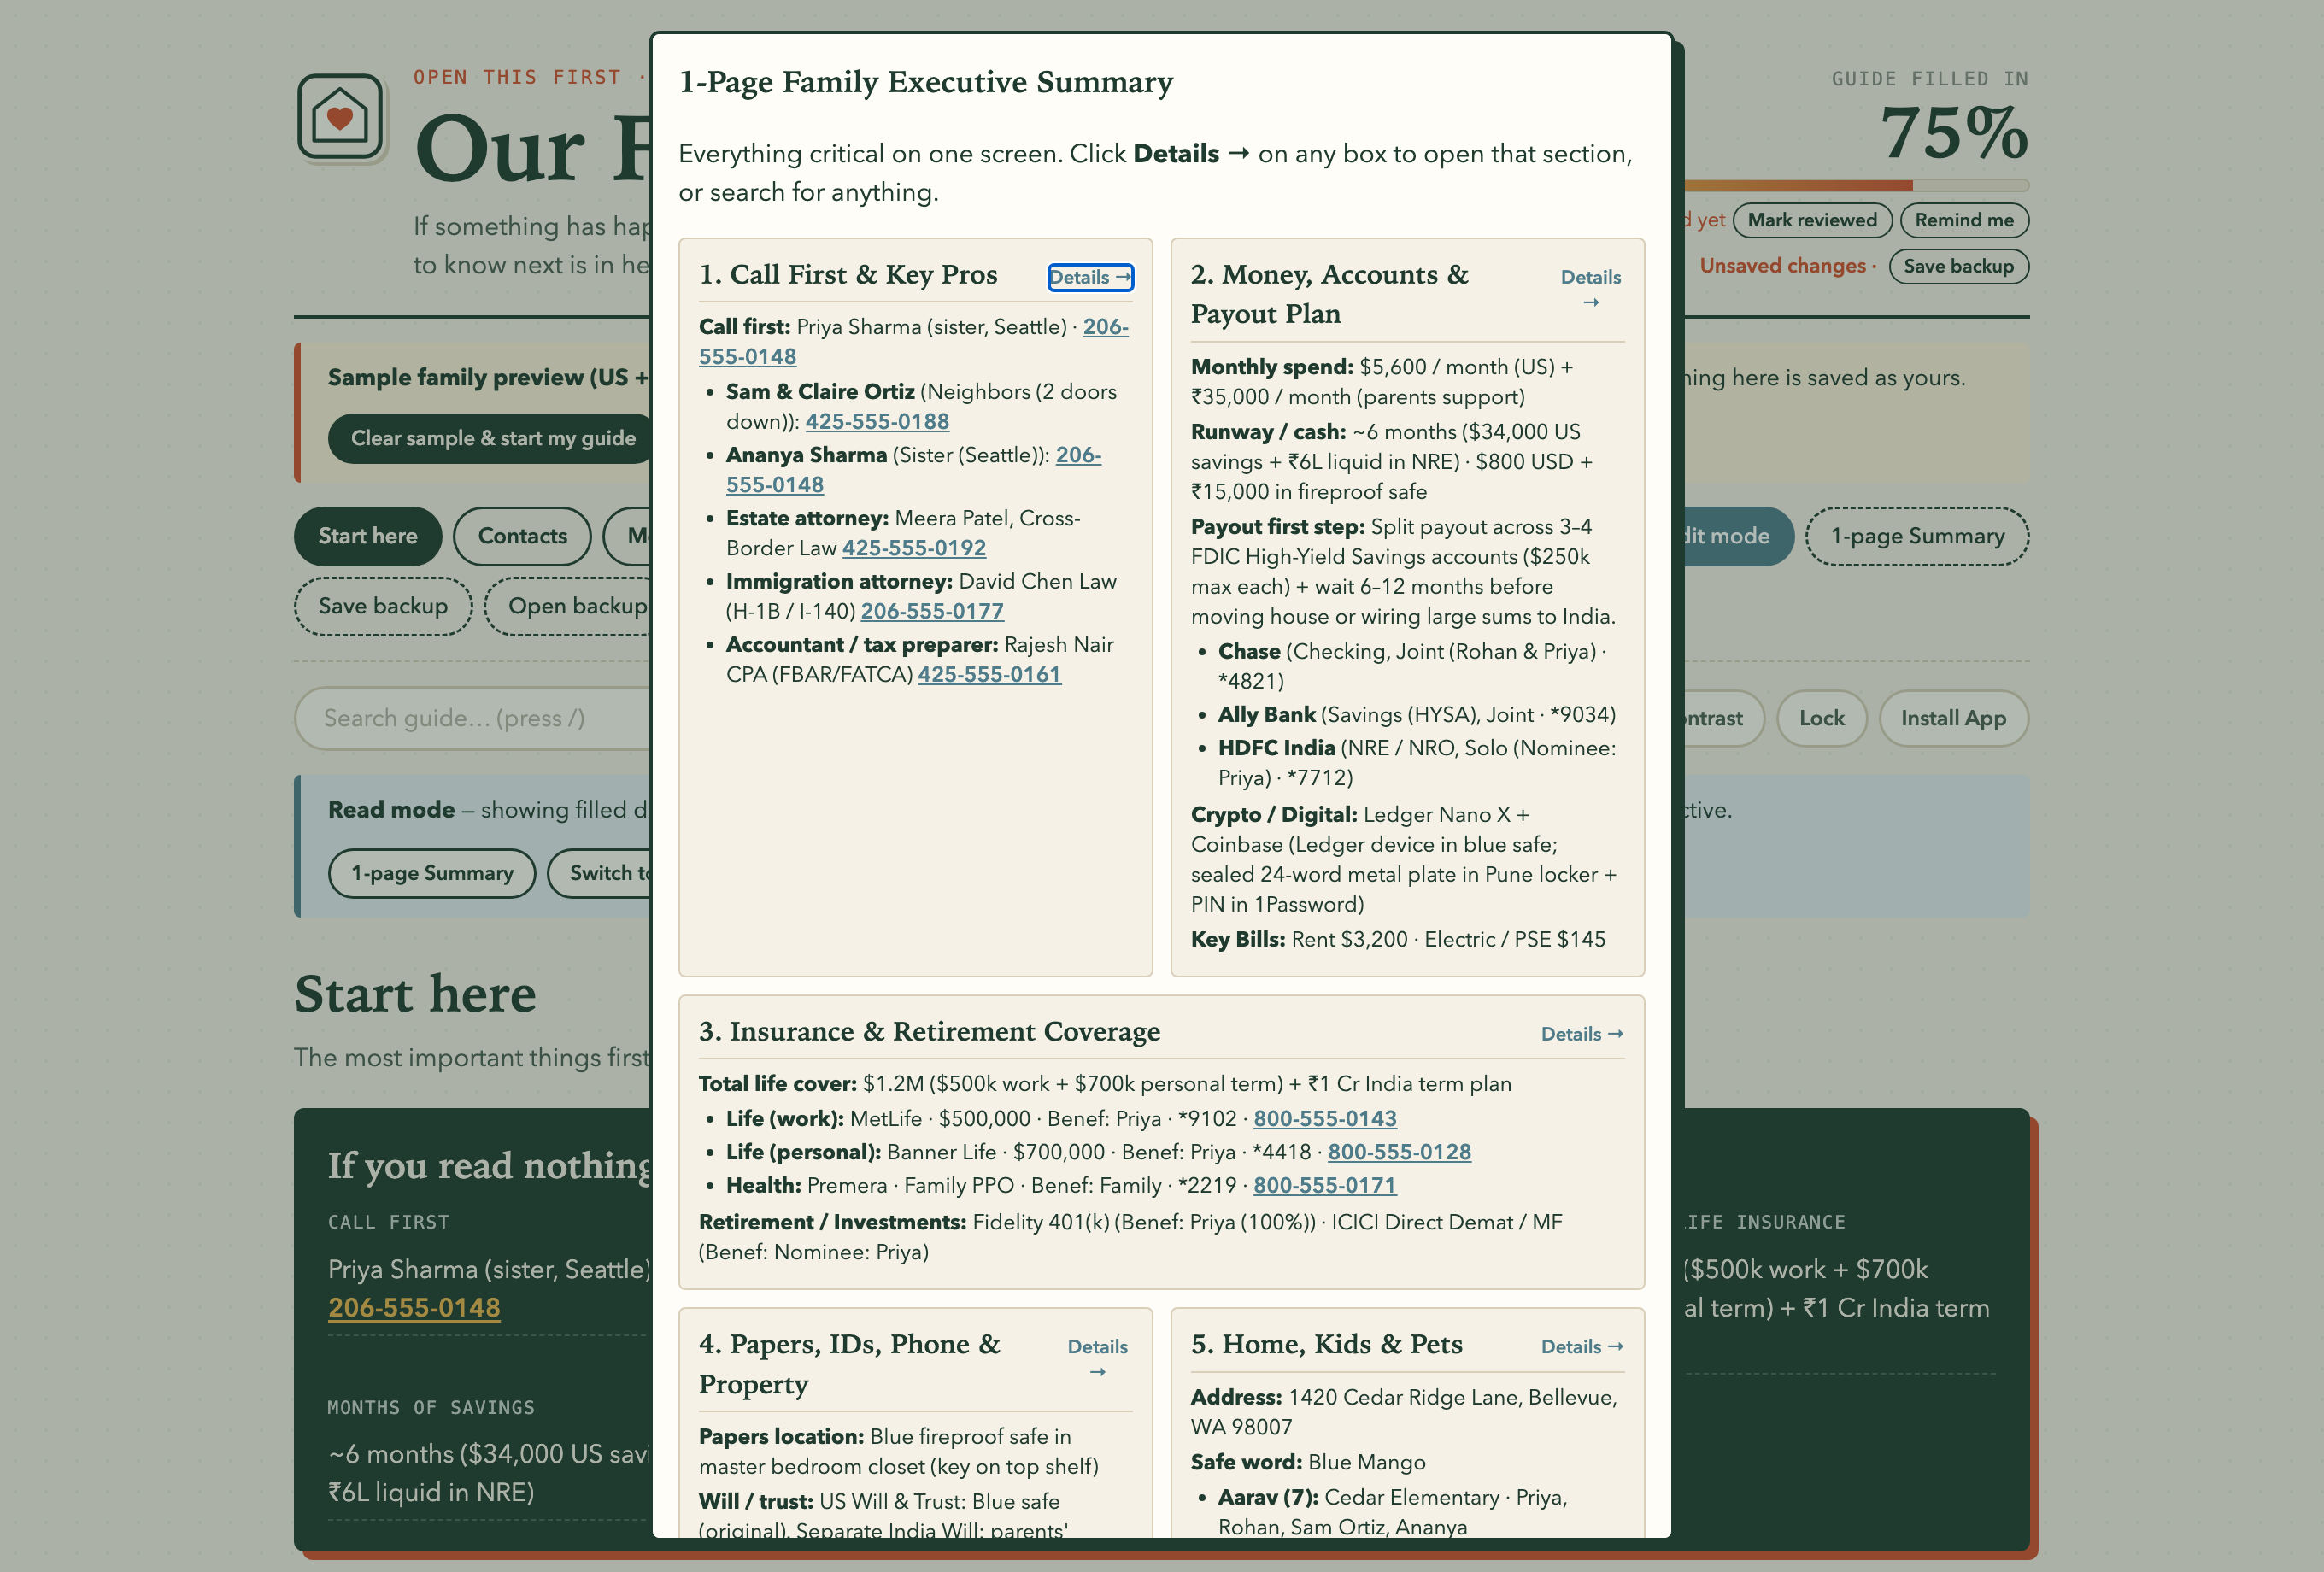 OPEN THIS FIRST ·
Our F
If something has hap
to know next is in he
GUIDE FILLED IN
75%
d yet
Mark reviewed
Remind me
Unsaved changes ·
Save backup
Sample family preview (US +
ning here is saved as yours.
Clear sample & start my guide
Start here
Contacts
M
dit mode
1-page Summary
Save backup
Open backup
Search guide... (press /)
ontrast
Lock
Install App
Read mode – showing filled d
ctive.
1-page Summary
Switch to
Start here
The most important things first
If you read nothing
CALL FIRST
Priya Sharma (sister, Seattle)
206-555-0148
MONTHS OF SAVINGS
~6 months ($34,000 US savi
₹6L liquid in NRE)
LIFE INSURANCE
($500k work + $700k
al term) + ₹1 Cr India term
1-Page Family Executive Summary
Everything critical on one screen. Click Details → on any box to open that section,
or search for anything.
1. Call First & Key Pros
Details →
Call first: Priya Sharma (sister, Seattle) · 206-
555-0148
• Sam & Claire Ortiz (Neighbors (2 doors
down)): 425-555-0188
• Ananya Sharma (Sister (Seattle)): 206-
555-0148
• Estate attorney: Meera Patel, Cross-
Border Law 425-555-0192
• Immigration attorney: David Chen Law
(H-1B / I-140) 206-555-0177
• Accountant / tax preparer: Rajesh Nair
CPA (FBAR/FATCA) 425-555-0161
2. Money, Accounts &
Payout Plan
Details
→
Monthly spend: $5,600 / month (US) +
₹35,000 / month (parents support)
Runway / cash: ~6 months ($34,000 US
savings + ₹6L liquid in NRE) · $800 USD +
₹15,000 in fireproof safe
Payout first step: Split payout across 3–4
FDIC High-Yield Savings accounts ($250k
max each) + wait 6–12 months before
moving house or wiring large sums to India.
• Chase (Checking, Joint (Rohan & Priya) ·
*4821)
• Ally Bank (Savings (HYSA), Joint · *9034)
• HDFC India (NRE / NRO, Solo (Nominee:
Priya) · *7712)
Crypto / Digital: Ledger Nano X +
Coinbase (Ledger device in blue safe;
sealed 24-word metal plate in Pune locker +
PIN in 1Password)
Key Bills: Rent $3,200 · Electric / PSE $145
3. Insurance & Retirement Coverage
Details →
Total life cover: $1.2M ($500k work + $700k personal term) + ₹1 Cr India term plan
• Life (work): MetLife · $500,000 · Benef: Priya · *9102 · 800-555-0143
• Life (personal): Banner Life · $700,000 · Benef: Priya · *4418 · 800-555-0128
• Health: Premera · Family PPO · Benef: Family · *2219 · 800-555-0171
Retirement / Investments: Fidelity 401(k) (Benef: Priya (100%)) · ICICI Direct Demat / MF
(Benef: Nominee: Priya)
4. Papers, IDs, Phone &
Property
Details
→
Papers location: Blue fireproof safe in
master bedroom closet (key on top shelf)
Will / trust: US Will & Trust: Blue safe
(original). Separate India Will: parents'
5. Home, Kids & Pets
Details →
Address: 1420 Cedar Ridge Lane, Bellevue,
WA 98007
Safe word: Blue Mango
• Aarav (7): Cedar Elementary · Priya,
Rohan, Sam Ortiz, Ananya